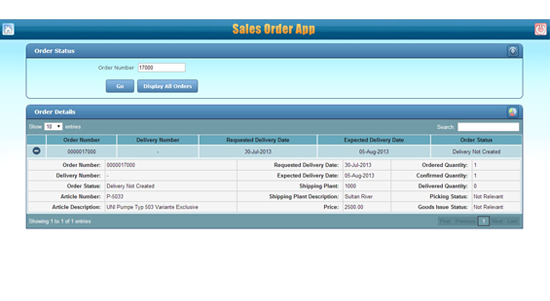 Sales Order App
Order Status
Order Number 17000
Go Display All Orders
Order Details
Show 10 entries Search:
Order Number Delivery Number Requested Delivery Date Expected Delivery Date Order Status
0000017000 - 30-Jul-2013 05-Aug-2013 Delivery Not Created
Order Number: 0000017000 Requested Delivery Date: 30-Jul-2013 Ordered Quantity: 1
Delivery Number: - Expected Delivery Date: 05-Aug-2013 Confirmed Quantity: 1
Order Status: Delivery Not Created Shipping Plant: 1000 Delivered Quantity: 0
Article Number: P-5033 Shipping Plant Description: Sultan River Picking Status: Not Relevant
Article Description: UNI Pumpe Typ 503 Variante Exclusive Price: 2500.00 Goods Issue Status: Not Relevant
Showing 1 to 1 of 1 entries First Previous 1 Next Last